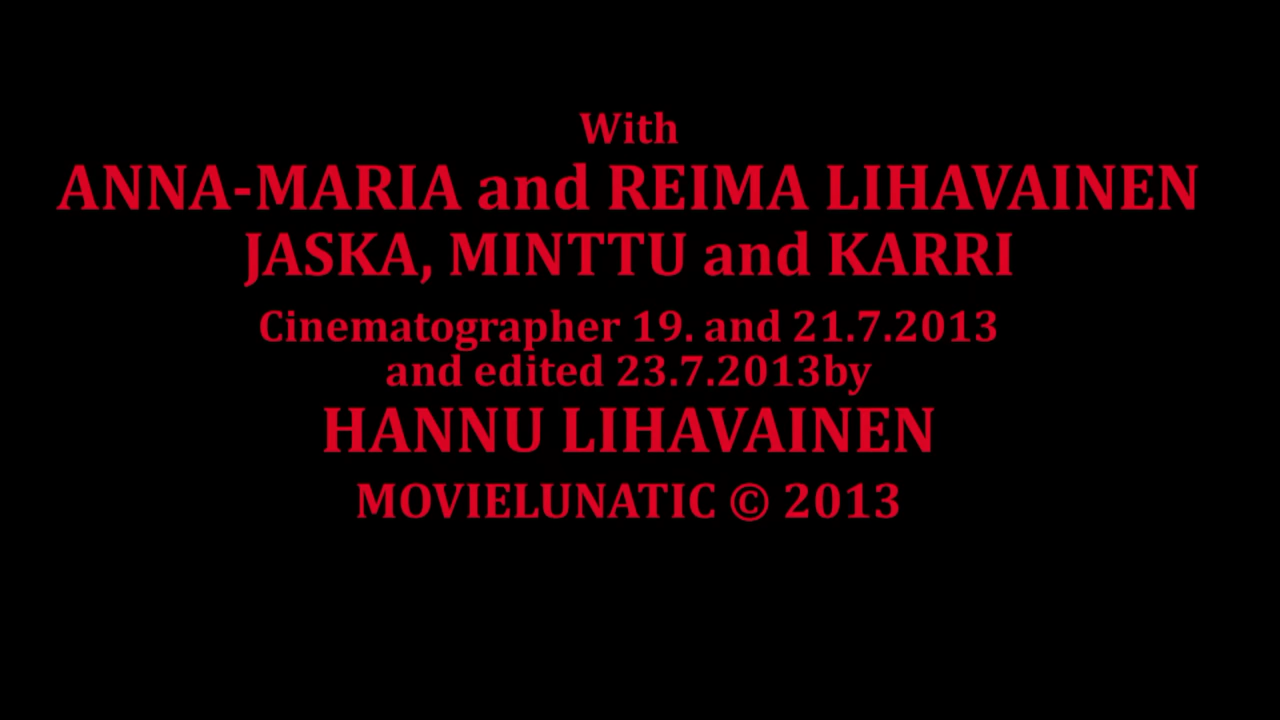 With
ANNA-MARIA and REIMA LIHAVAINEN
JASKA, MINTTU and KARRI
Cinematographer 19. and 21.7.2013
and edited 23.7.2013by
HANNU LIHAVAINEN
MOVIELUNATIC © 2013